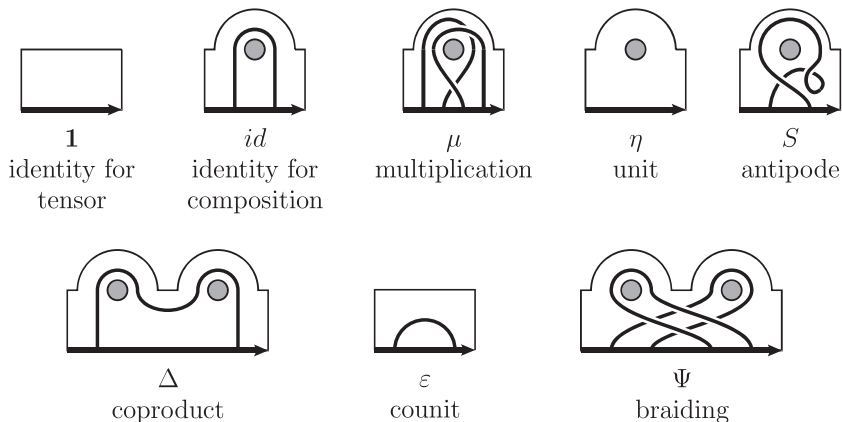 1
identity for
tensor
id
identity for
composition
μ
multiplication
η
unit
S
antipode
Δ
coproduct
ε
counit
Ψ
braiding